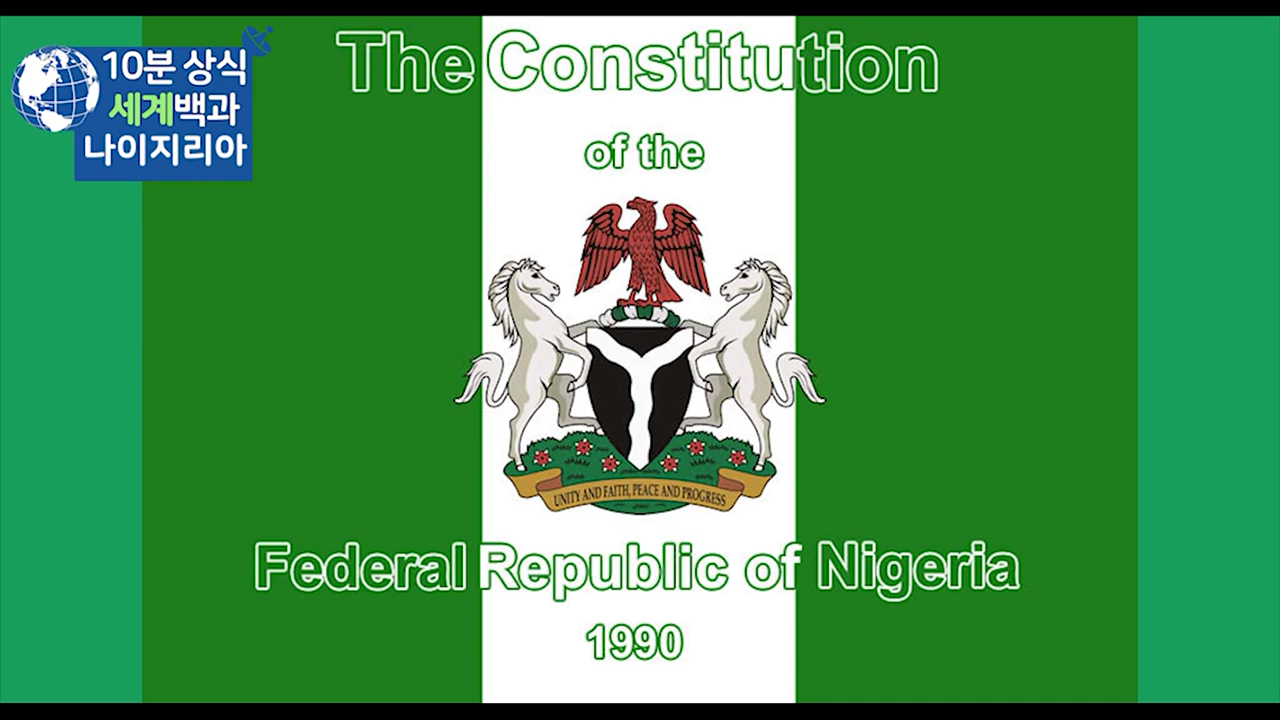 10분 상식
세계백과
나이지리아
The Constitution
of the
UNITY AND FAITH, PEACE AND PROGRESS
Federal Republic of Nigeria
1990